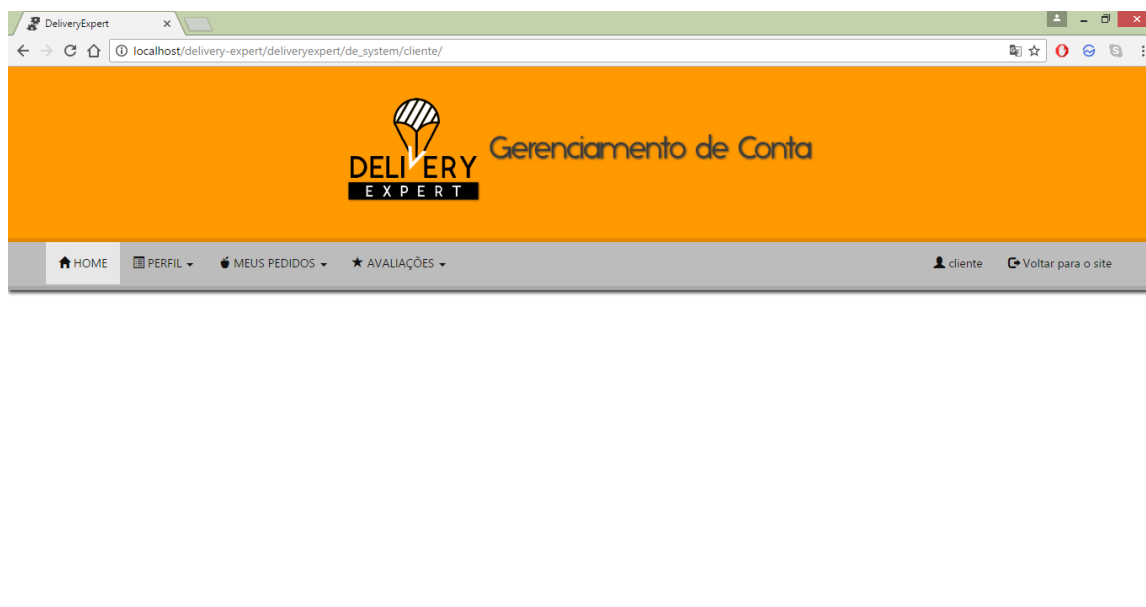 DeliveryExpert
localhost/delivery-expert/deliveryexpert/de_system/cliente/
DELIVERY
EXPERT
Gerenciamento de Conta
HOME PERFIL MEUS PEDIDOS AVALIAÇÕES cliente Voltar para o site